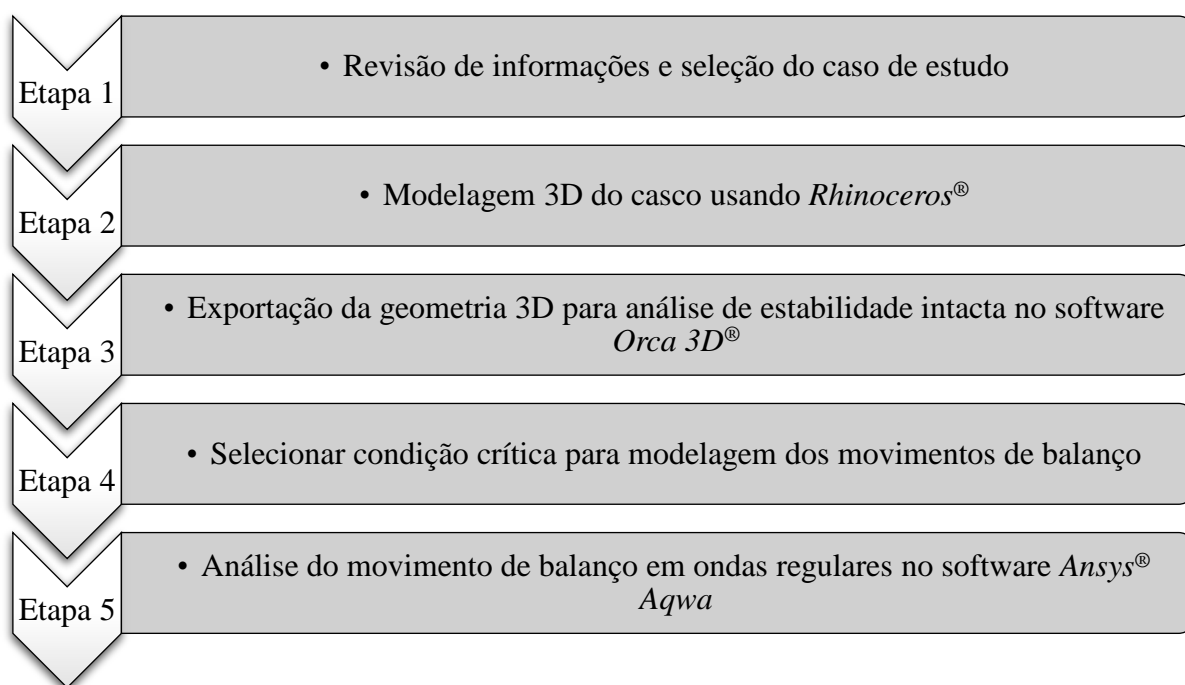 Etapa 1
• Revisão de informações e seleção do caso de estudo
Etapa 2
• Modelagem 3D do casco usando Rhinoceros®
Etapa 3
• Exportação da geometria 3D para análise de estabilidade intacta no software
Orca 3D®
Etapa 4
• Selecionar condição crítica para modelagem dos movimentos de balanço
Etapa 5
• Análise do movimento de balanço em ondas regulares no software Ansys®
Aqwa